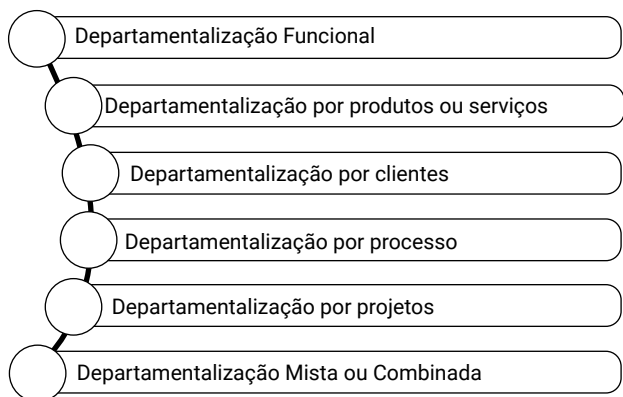 Departamentalização Funcional
Departamentalização por produtos ou serviços
Departamentalização por clientes
Departamentalização por processo
Departamentalização por projetos
Departamentalização Mista ou Combinada